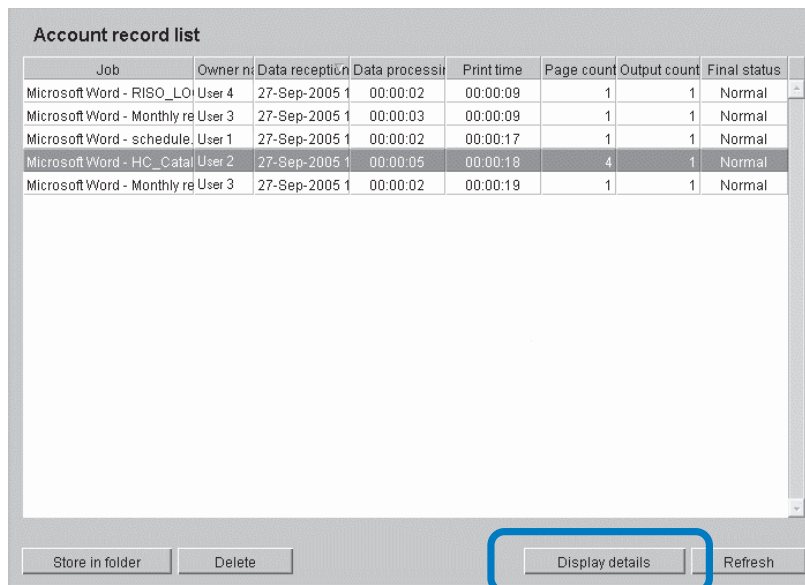 Account record list
Job Owner na Data reception Data processin Print time Page count Output count Final status
Microsoft Word - RISO_LO User 4 27-Sep-2005 1 00:00:02 00:00:09 1 1 Normal
Microsoft Word - Monthly re User 3 27-Sep-2005 1 00:00:03 00:00:09 1 1 Normal
Microsoft Word - schedule. User 1 27-Sep-2005 1 00:00:02 00:00:17 1 1 Normal
Microsoft Word - HC_Catal User 2 27-Sep-2005 1 00:00:05 00:00:18 4 1 Normal
Microsoft Word - Monthly re User 3 27-Sep-2005 1 00:00:02 00:00:19 1 1 Normal
Store in folder Delete Display details Refresh